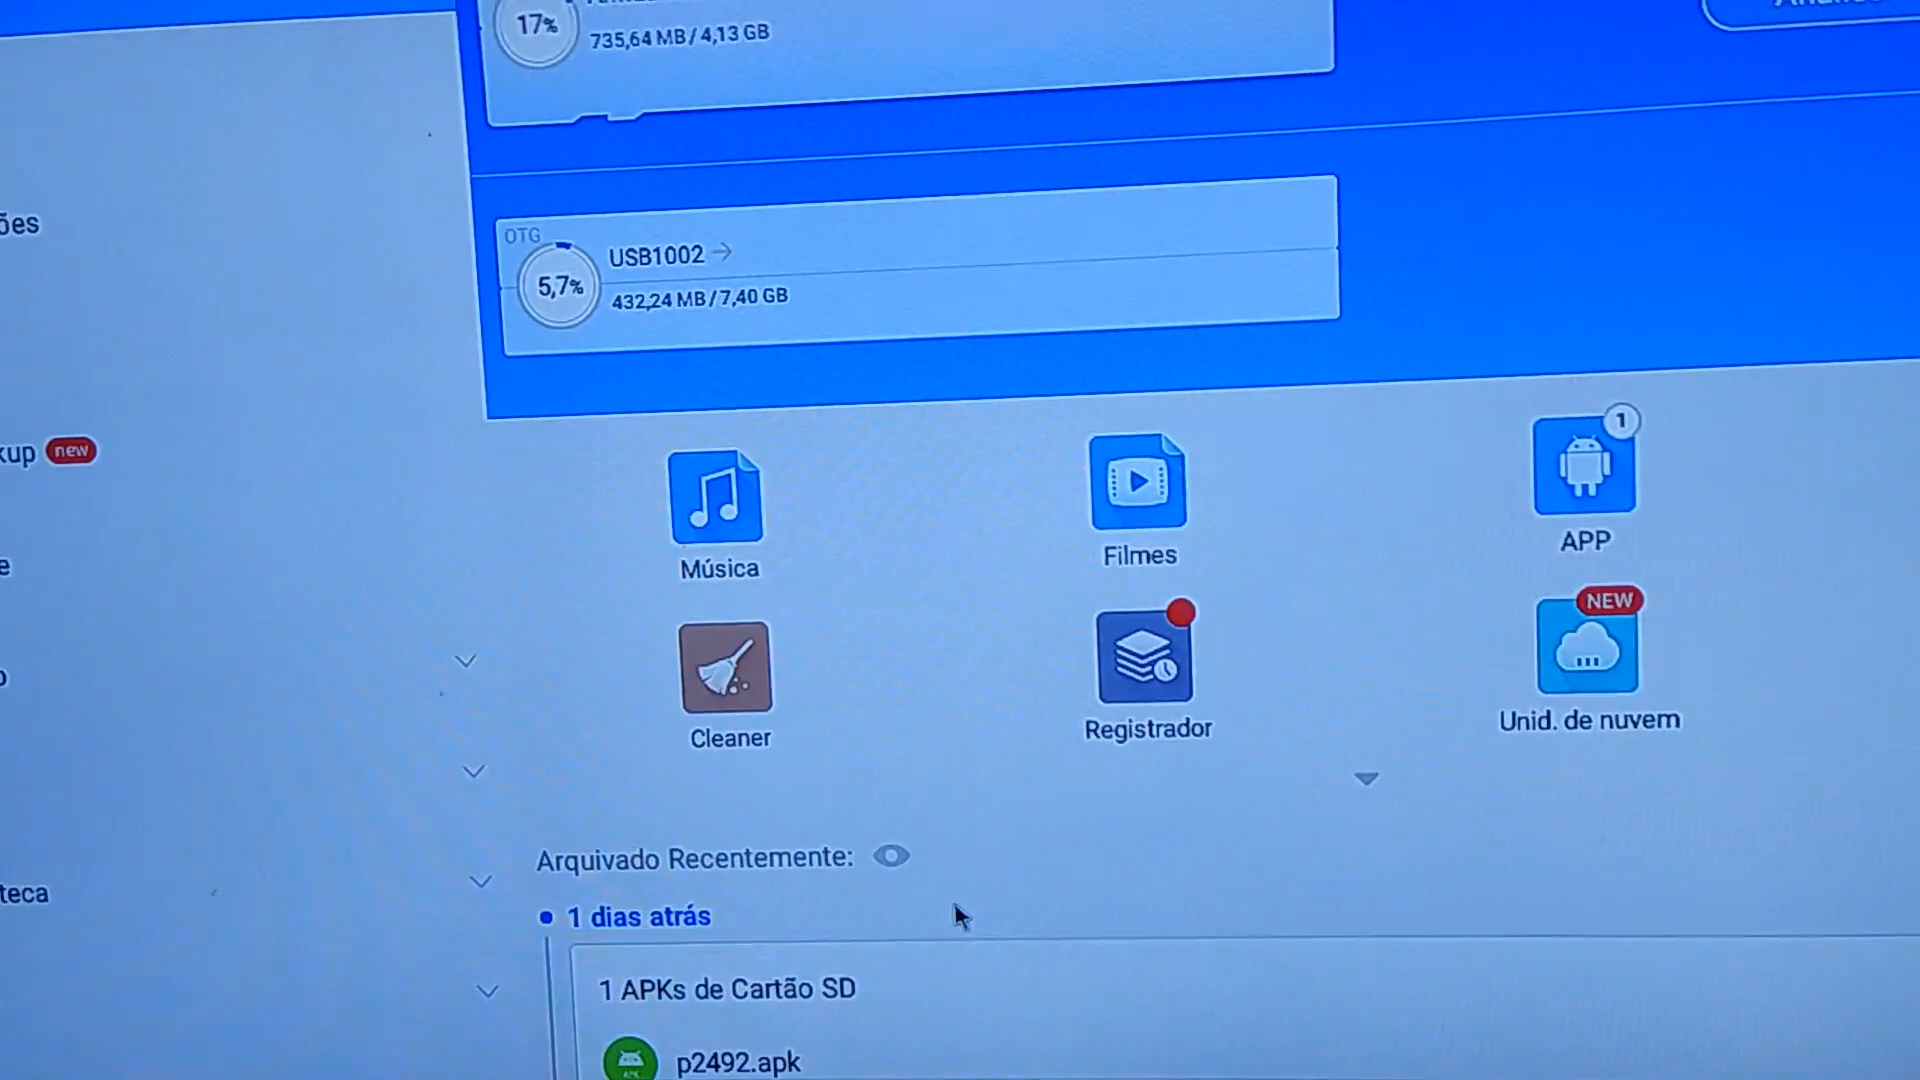 17%
735,64 MB / 4,13 GB
OTG
5,7%
USB1002
432,24 MB / 7,40 GB
ões
kup new
e
teca
Música
Filmes
1
APP
Cleaner
Registrador
NEW
Unid. de nuvem
Arquivado Recentemente:
1 dias atrás
1 APKs de Cartão SD
APK
p2492.apk